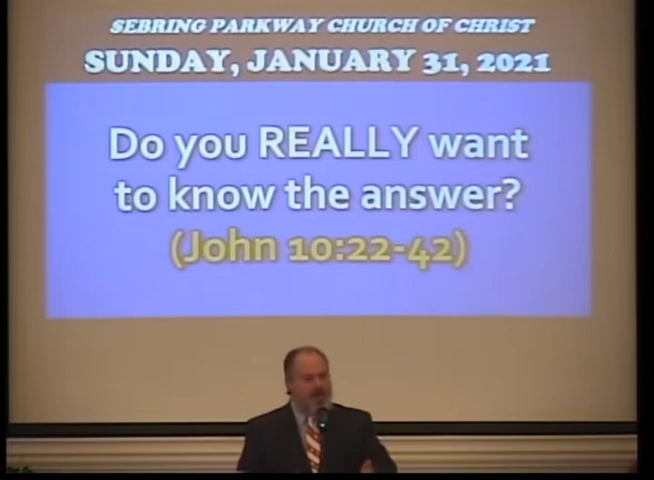 SEBRING PARKWAY CHURCH OF CHRIST
SUNDAY, JANUARY 31, 2021
Do you REALLY want
to know the answer?
(John 10:22-42)